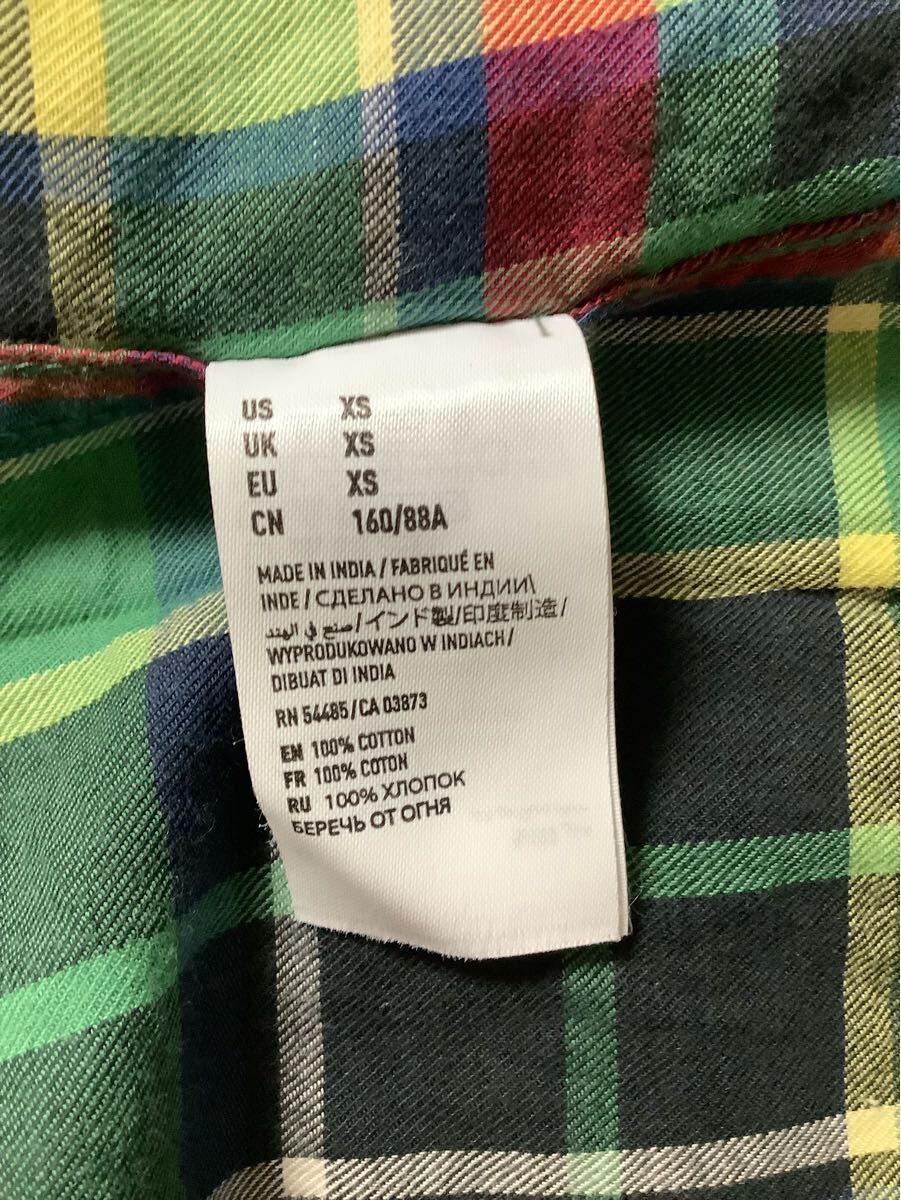 US XS
UK XS
EU XS
CN 160/88A
MADE IN INDIA / FABRIQUÉ EN
INDE / СДЕЛАНО В ИНДИИ\
صنع في الهند/インド製/印度制造/
WYPRODUKOWANO W INDIACH/
DIBUAT DI INDIA
RN 54485/CA 03873
EN 100% COTTON
FR 100% COTON
RU 100% ХЛОПОК
БЕРЕЧЬ ОТ ОГНЯ